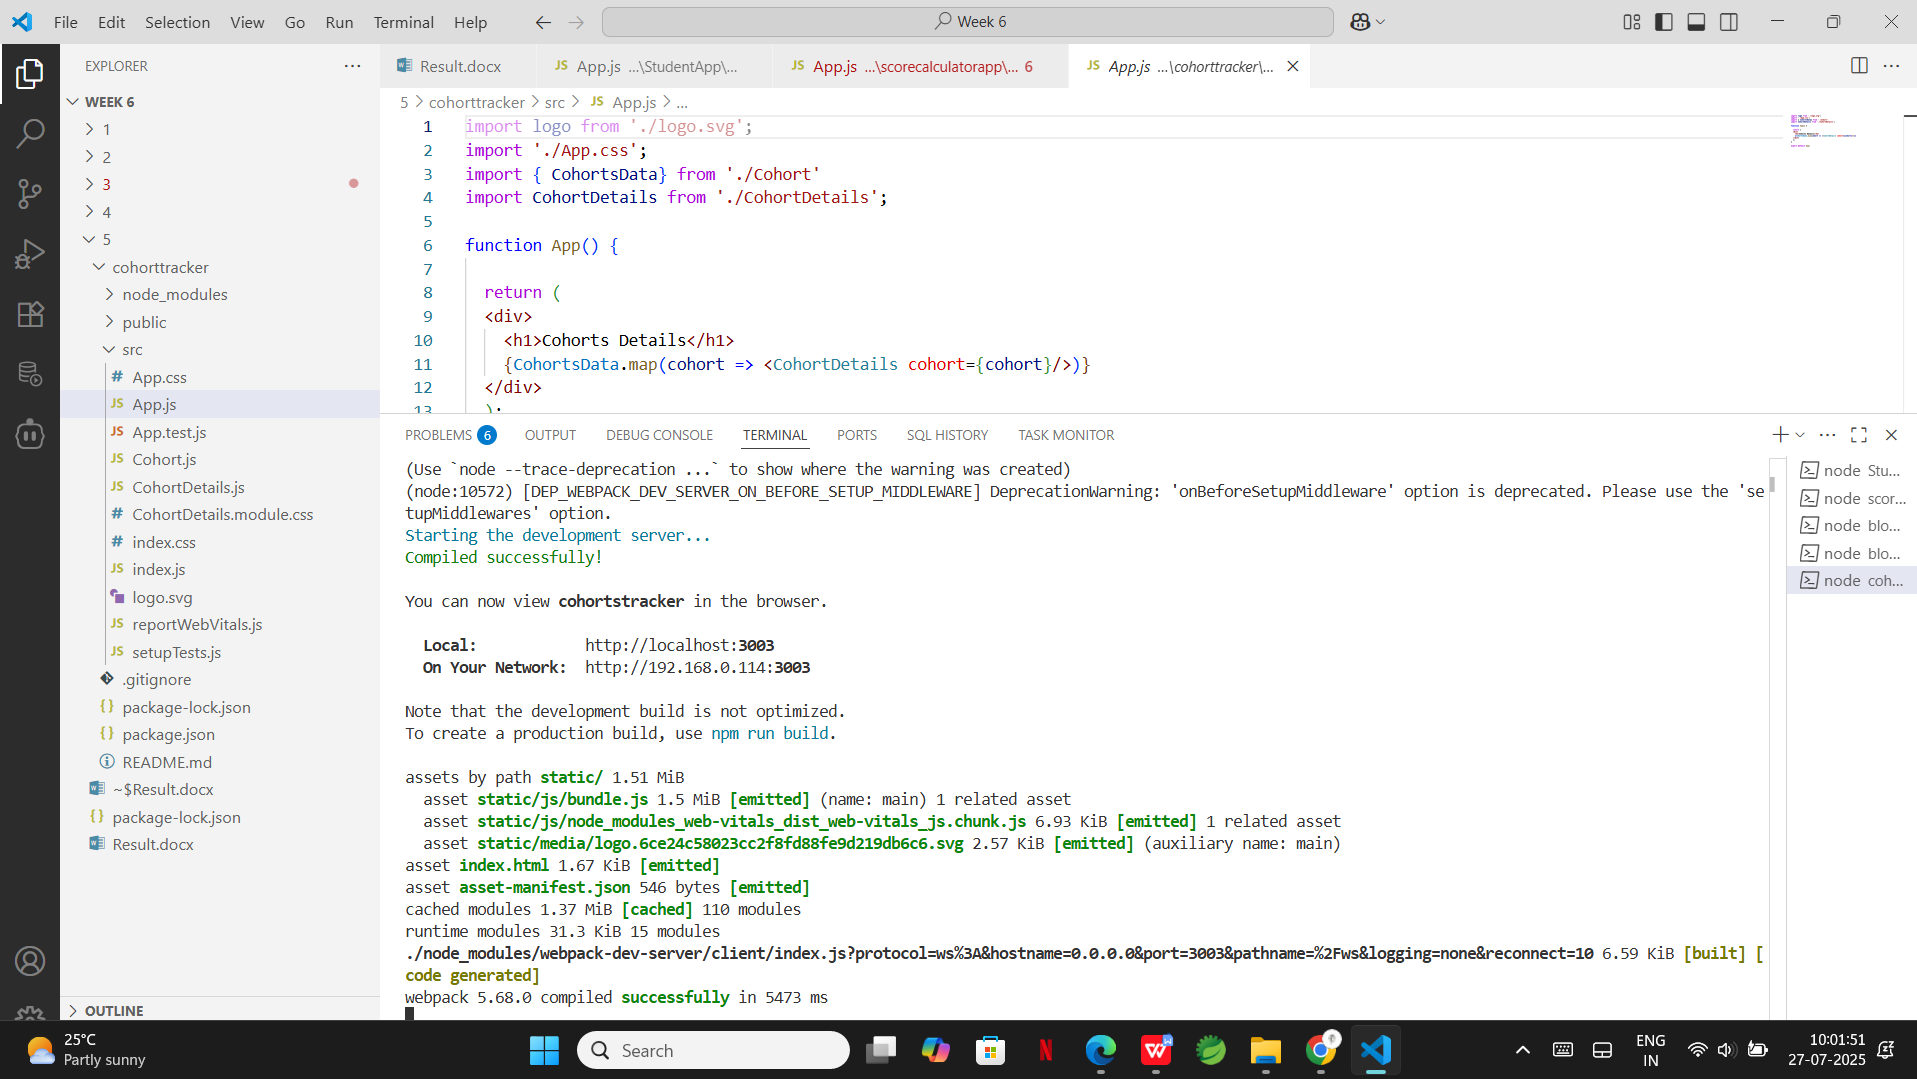 File Edit Selection View Go Run Terminal Help
Week 6
EXPLORER
WEEK 6
1
2
3
4
5
cohorttracker
node_modules
public
src
# App.css
JS App.js
JS App.test.js
JS Cohort.js
JS CohortDetails.js
# CohortDetails.module.css
# index.css
JS index.js
logo.svg
JS reportWebVitals.js
JS setupTests.js
.gitignore
{} package-lock.json
{} package.json
README.md
~$Result.docx
{} package-lock.json
Result.docx
OUTLINE
Result.docx
JS App.js ...\StudentApp\...
JS App.js ...\scorecalculatorapp\... 6
JS App.js ...\cohorttracker\...
5 > cohorttracker > src > JS App.js > ...
1 import logo from './logo.svg';
2 import './App.css';
3 import { CohortsData} from './Cohort'
4 import CohortDetails from './CohortDetails';
5
6 function App() {
7
8 return (
9 <div>
10 <h1>Cohorts Details</h1>
11 {CohortsData.map(cohort => <CohortDetails cohort={cohort}/>)}
12 </div>
13 );
PROBLEMS 6 OUTPUT DEBUG CONSOLE TERMINAL PORTS SQL HISTORY TASK MONITOR
(Use `node --trace-deprecation ...` to show where the warning was created)
(node:10572) [DEP_WEBPACK_DEV_SERVER_ON_BEFORE_SETUP_MIDDLEWARE] DeprecationWarning: 'onBeforeSetupMiddleware' option is deprecated. Please use the 'se
tupMiddlewares' option.
Starting the development server...
Compiled successfully!
You can now view cohortstracker in the browser.
Local: http://localhost:3003
On Your Network: http://192.168.0.114:3003
Note that the development build is not optimized.
To create a production build, use npm run build.
assets by path static/ 1.51 MiB
asset static/js/bundle.js 1.5 MiB [emitted] (name: main) 1 related asset
asset static/js/node_modules_web-vitals_dist_web-vitals_js.chunk.js 6.93 KiB [emitted] 1 related asset
asset static/media/logo.6ce24c58023cc2f8fd88fe9d219db6c6.svg 2.57 KiB [emitted] (auxiliary name: main)
asset index.html 1.67 KiB [emitted]
asset asset-manifest.json 546 bytes [emitted]
cached modules 1.37 MiB [cached] 110 modules
runtime modules 31.3 KiB 15 modules
./node_modules/webpack-dev-server/client/index.js?protocol=ws%3A&hostname=0.0.0.0&port=3003&pathname=%2Fws&logging=none&reconnect=10 6.59 KiB [built] [
code generated]
webpack 5.68.0 compiled successfully in 5473 ms
node Stu...
node scor...
node blo...
node blo...
node coh...
25°C
Partly sunny
Search
ENG
IN
10:01:51
27-07-2025